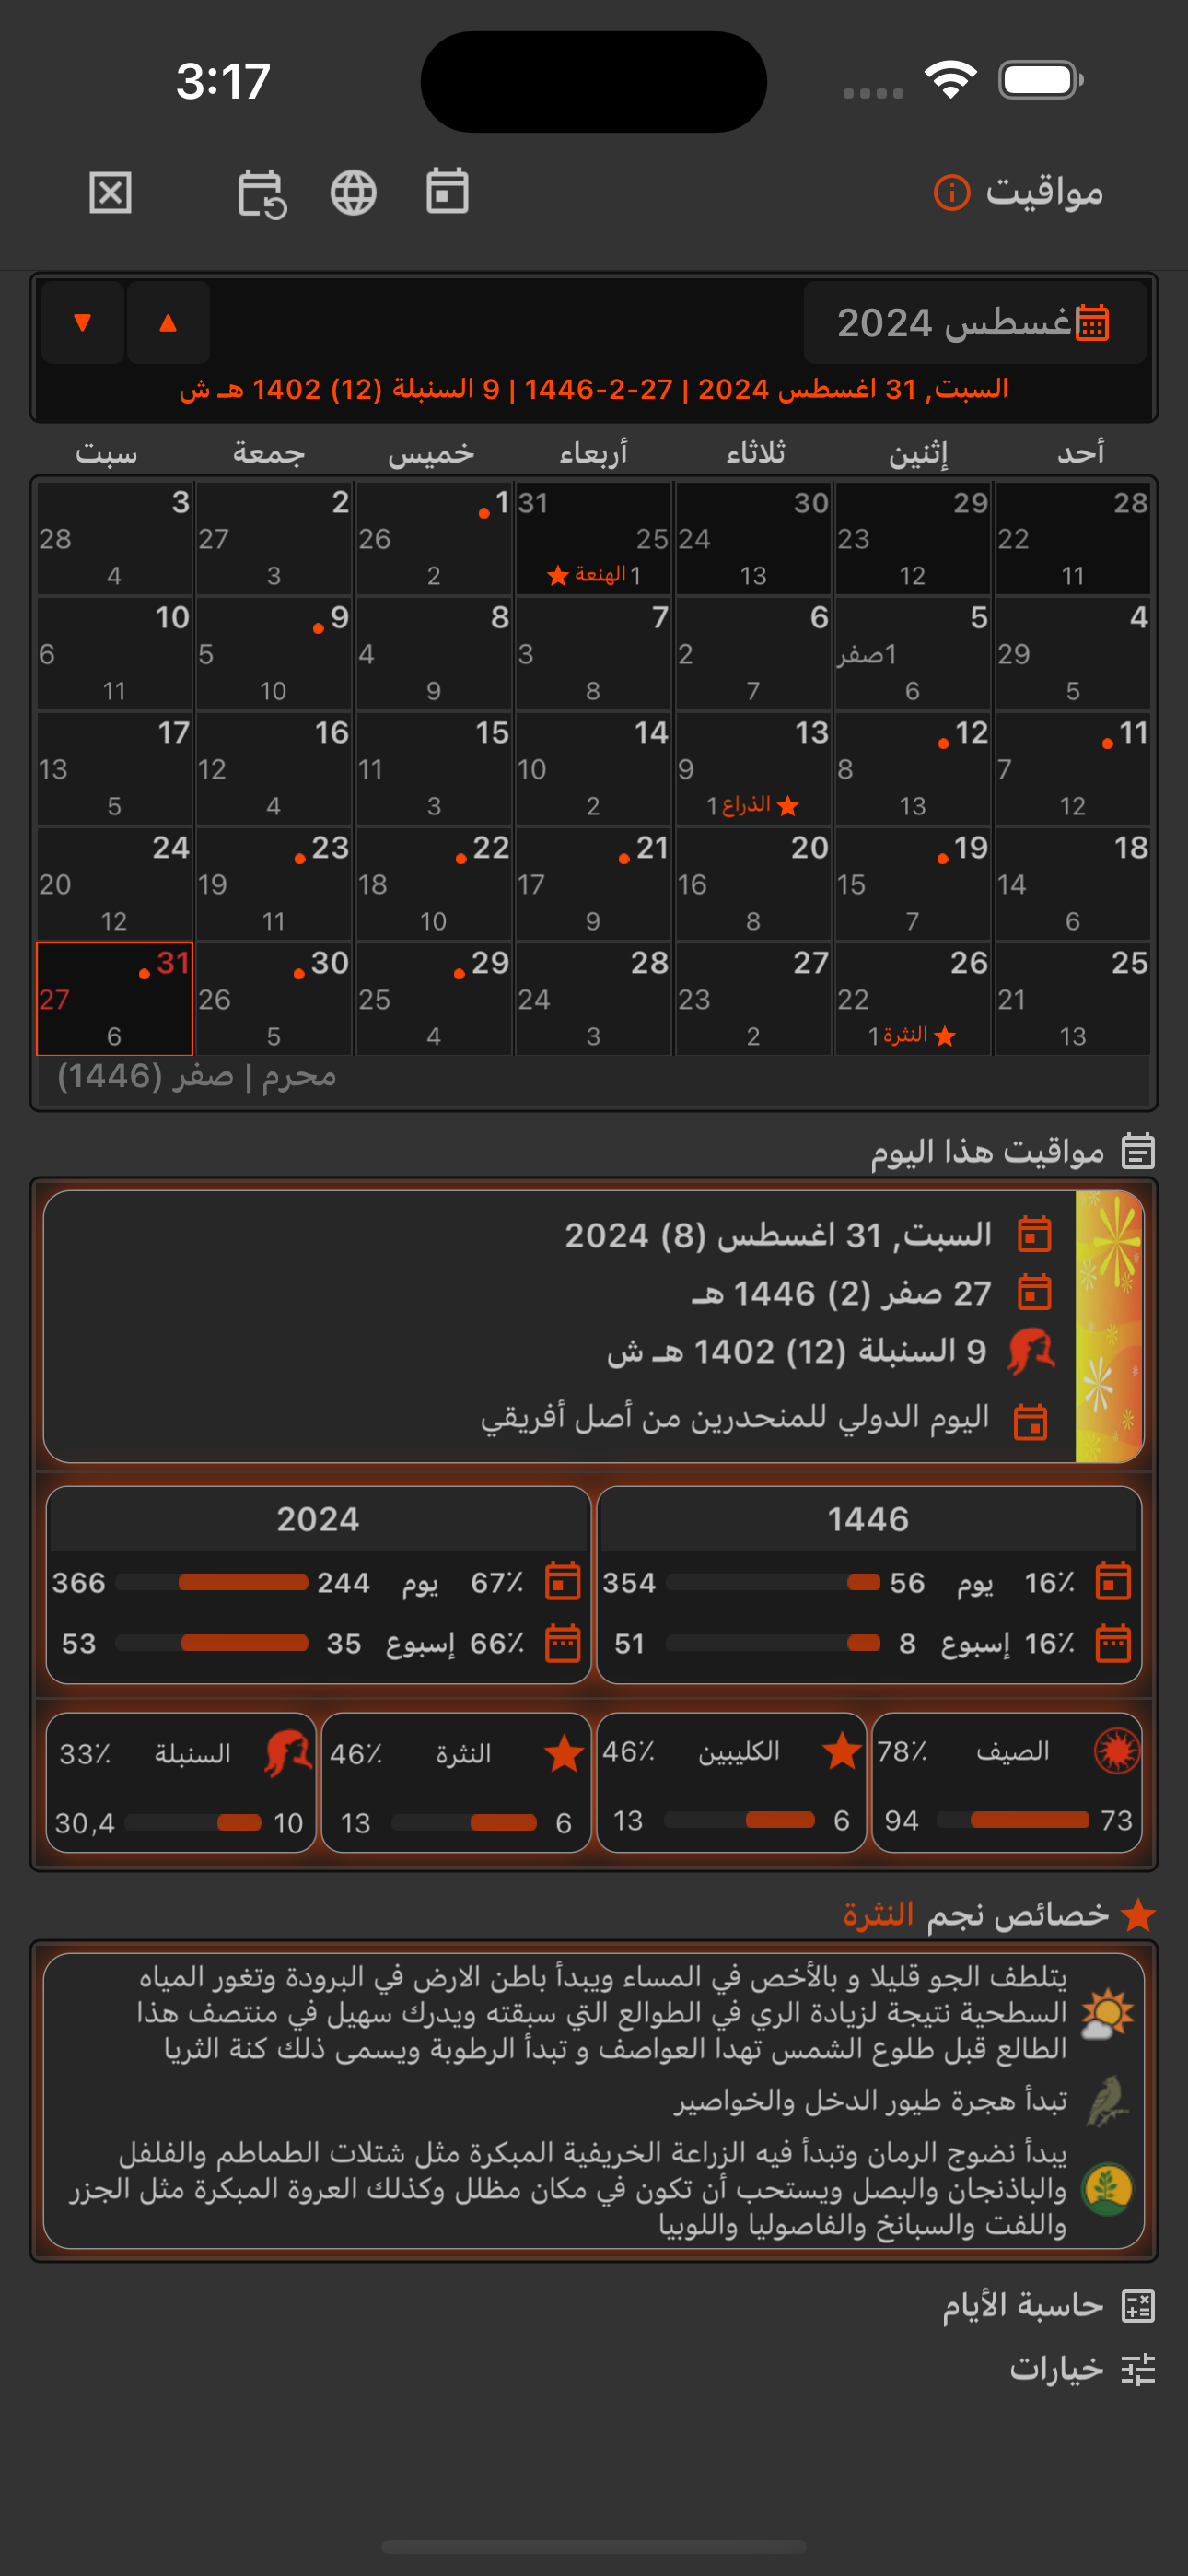 3:17
مواقيت
اغسطس 2024
▲ ▼
السبت, 31 اغسطس 2024 | 27-2-1446 | 9 السنبلة (12) 1402 هـ ش
أحد إثنين ثلاثاء أربعاء خميس جمعة سبت
28 29 30 31 1 2 3
22 23 24 25 26 27 28
11 12 13 1 الهنعة 2 3 4
4 5 6 7 8 9 10
29 1صفر 2 3 4 5 6
5 6 7 8 9 10 11
11 12 13 14 15 16 17
7 8 9 10 11 12 13
12 13 الذراع 1 2 3 4 5
18 19 20 21 22 23 24
14 15 16 17 18 19 20
6 7 8 9 10 11 12
25 26 27 28 29 30 31
21 22 23 24 25 26 27
13 النثرة 1 2 3 4 5 6
محرم | صفر (1446)
مواقيت هذا اليوم
السبت, 31 اغسطس (8) 2024
27 صفر (2) 1446 هـ
9 السنبلة (12) 1402 هـ ش
اليوم الدولي للمنحدرين من أصل أفريقي
1446
16٪ يوم 56 354
16٪ إسبوع 8 51
2024
67٪ يوم 244 366
66٪ إسبوع 35 53
الصيف 78٪
73 94
الكليبين 46٪
6 13
النثرة 46٪
6 13
السنبلة 33٪
10 30,4
خصائص نجم النثرة
يتلطف الجو قليلا و بالأخص في المساء ويبدأ باطن الارض في البرودة وتغور المياه
السطحية نتيجة لزيادة الري في الطوالع التي سبقته ويدرك سهيل في منتصف هذا
الطالع قبل طلوع الشمس تهدا العواصف و تبدأ الرطوبة ويسمى ذلك كنة الثريا
تبدأ هجرة طيور الدخل والخواصير
يبدأ نضوج الرمان وتبدأ فيه الزراعة الخريفية المبكرة مثل شتلات الطماطم والفلفل
والباذنجان والبصل ويستحب أن تكون في مكان مظلل وكذلك العروة المبكرة مثل الجزر
واللفت والسبانخ والفاصوليا واللوبيا
حاسبة الأيام
خيارات